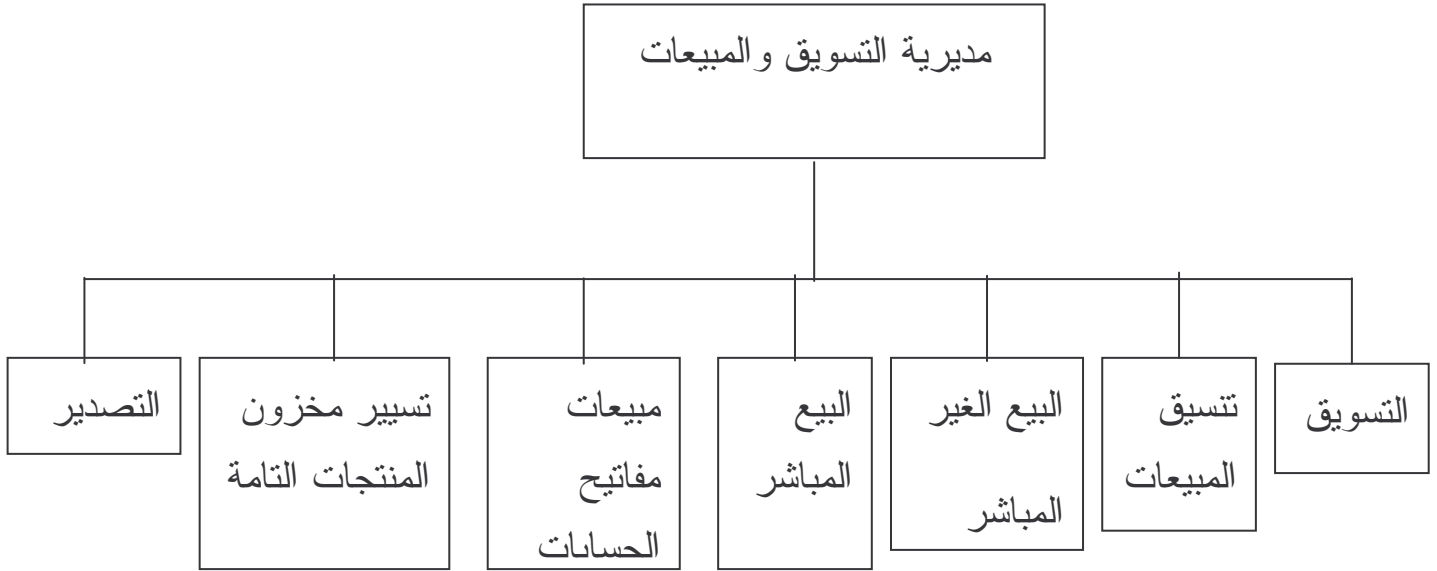 مديرية التسويق والمبيعات
التسويق
تنسيق
المبيعات
البيع الغير
المباشر
البيع
المباشر
مبيعات
مفاتيح
الحسابات
تسيير مخزون
المنتجات التامة
التصدير